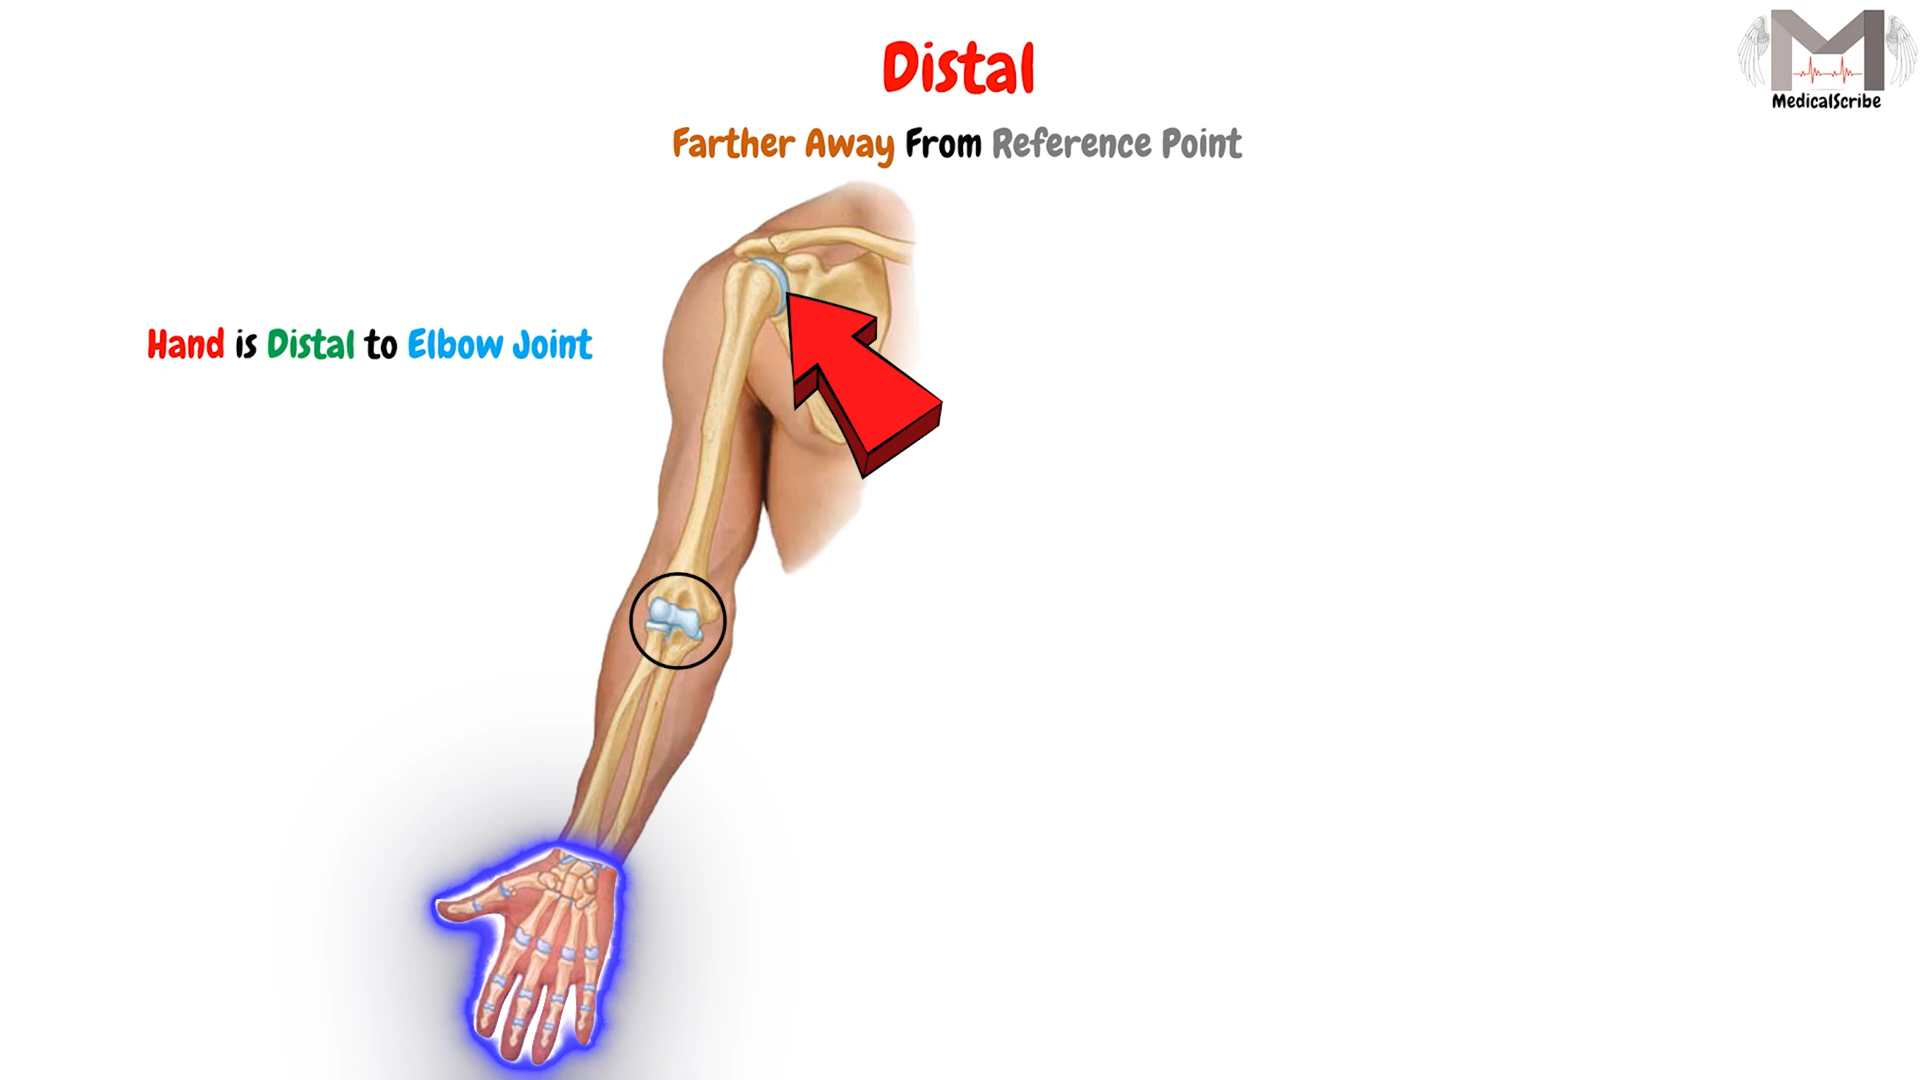 Distal
MedicalScribe
Farther Away From Reference Point
Hand is Distal to Elbow Joint